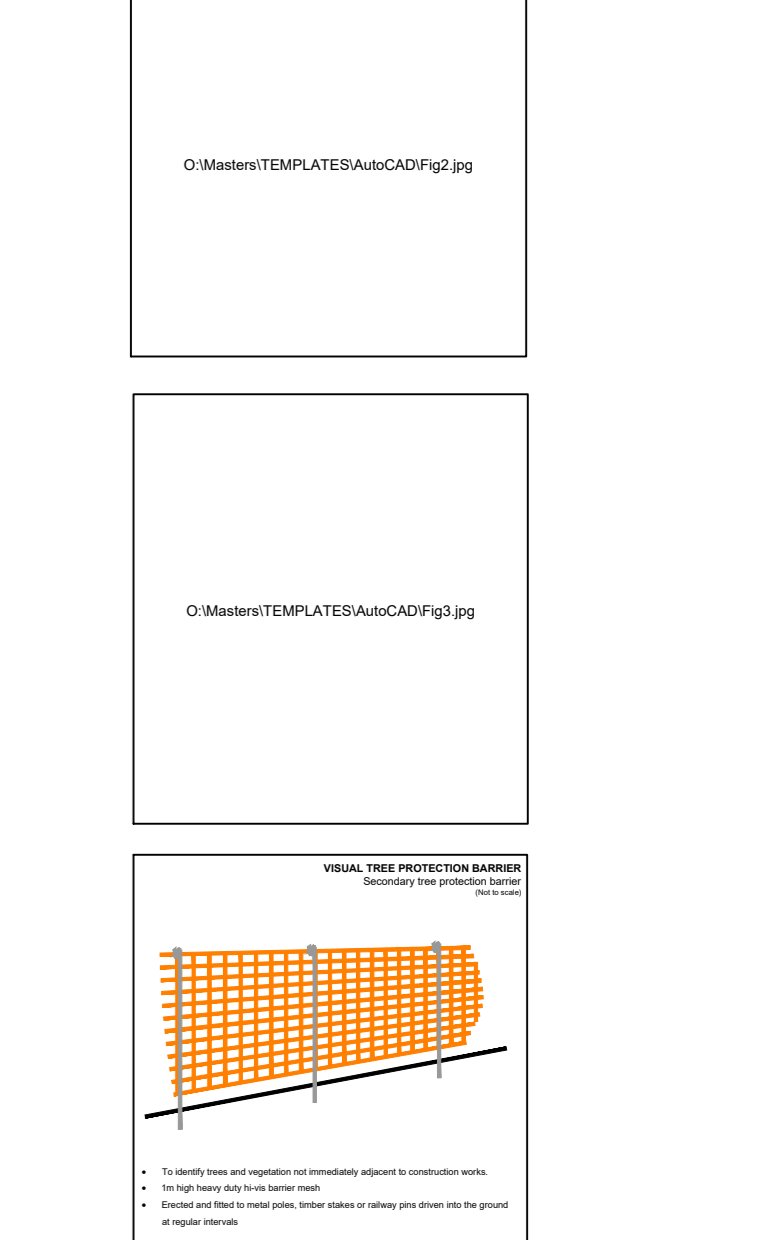 O:\Masters\TEMPLATES\AutoCAD\Fig2.jpg
O:\Masters\TEMPLATES\AutoCAD\Fig3.jpg
VISUAL TREE PROTECTION BARRIER
Secondary tree protection barrier
(Not to scale)
• To identify trees and vegetation not immediately adjacent to construction works.
• 1m high heavy duty hi-vis barrier mesh
• Erected and fitted to metal poles, timber stakes or railway pins driven into the ground
at regular intervals